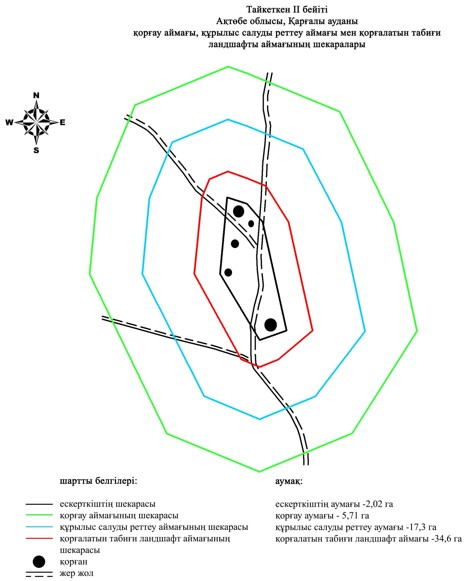 Тайкеткен II бейіті
Ақтөбе облысы, Қарғалы ауданы
қорғау аймағы, құрылыс салуды реттеу аймағы мен қорғалатын табиғи
ландшафты аймағының шекаралары
N
W E
S
шартты белгілері:
ескерткіштің шекарасы
қорғау аймағының шекарасы
құрылыс салуды реттеу аймағының шекарасы
қорғалатын табиғи ландшафт аймағының
шекарасы
қорған
жер жол
аумақ:
ескерткіштің аумағы -2,02 га
қорғау аумағы - 5,71 га
құрылыс салуды реттеу аумағы -17,3 га
қорғалатын табиғи ландшафт аймағы -34,6 га